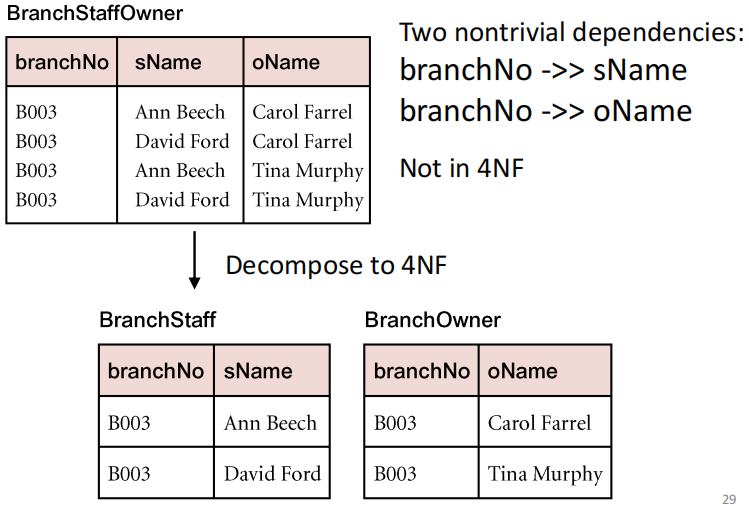 BranchStaffOwner
branchNo sName oName
B003 Ann Beech Carol Farrel
B003 David Ford Carol Farrel
B003 Ann Beech Tina Murphy
B003 David Ford Tina Murphy
Two nontrivial dependencies:
branchNo ->> sName
branchNo ->> oName
Not in 4NF
Decompose to 4NF
BranchStaff
branchNo sName
B003 Ann Beech
B003 David Ford
BranchOwner
branchNo oName
B003 Carol Farrel
B003 Tina Murphy
29